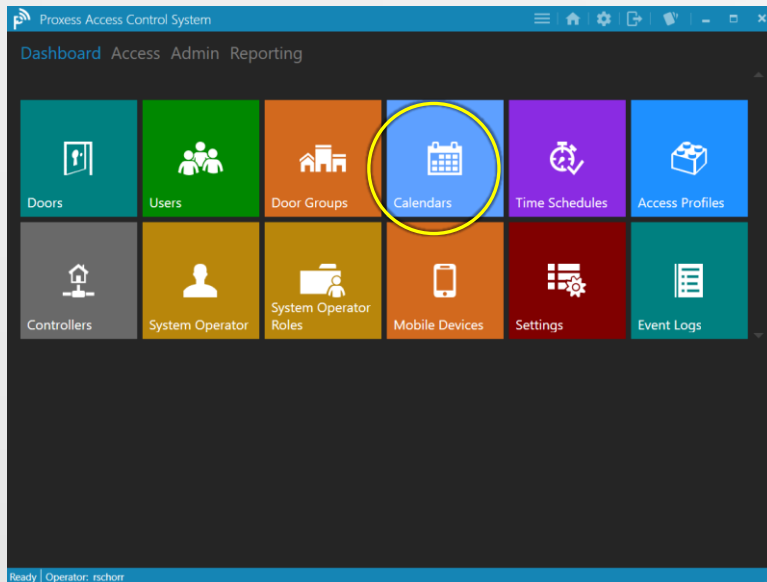 Proxess Access Control System
Dashboard Access Admin Reporting
Doors
Users
Door Groups
Calendars
Time Schedules
Access Profiles
Controllers
System Operator
System Operator
Roles
Mobile Devices
Settings
Event Logs
Ready Operator: rschorr